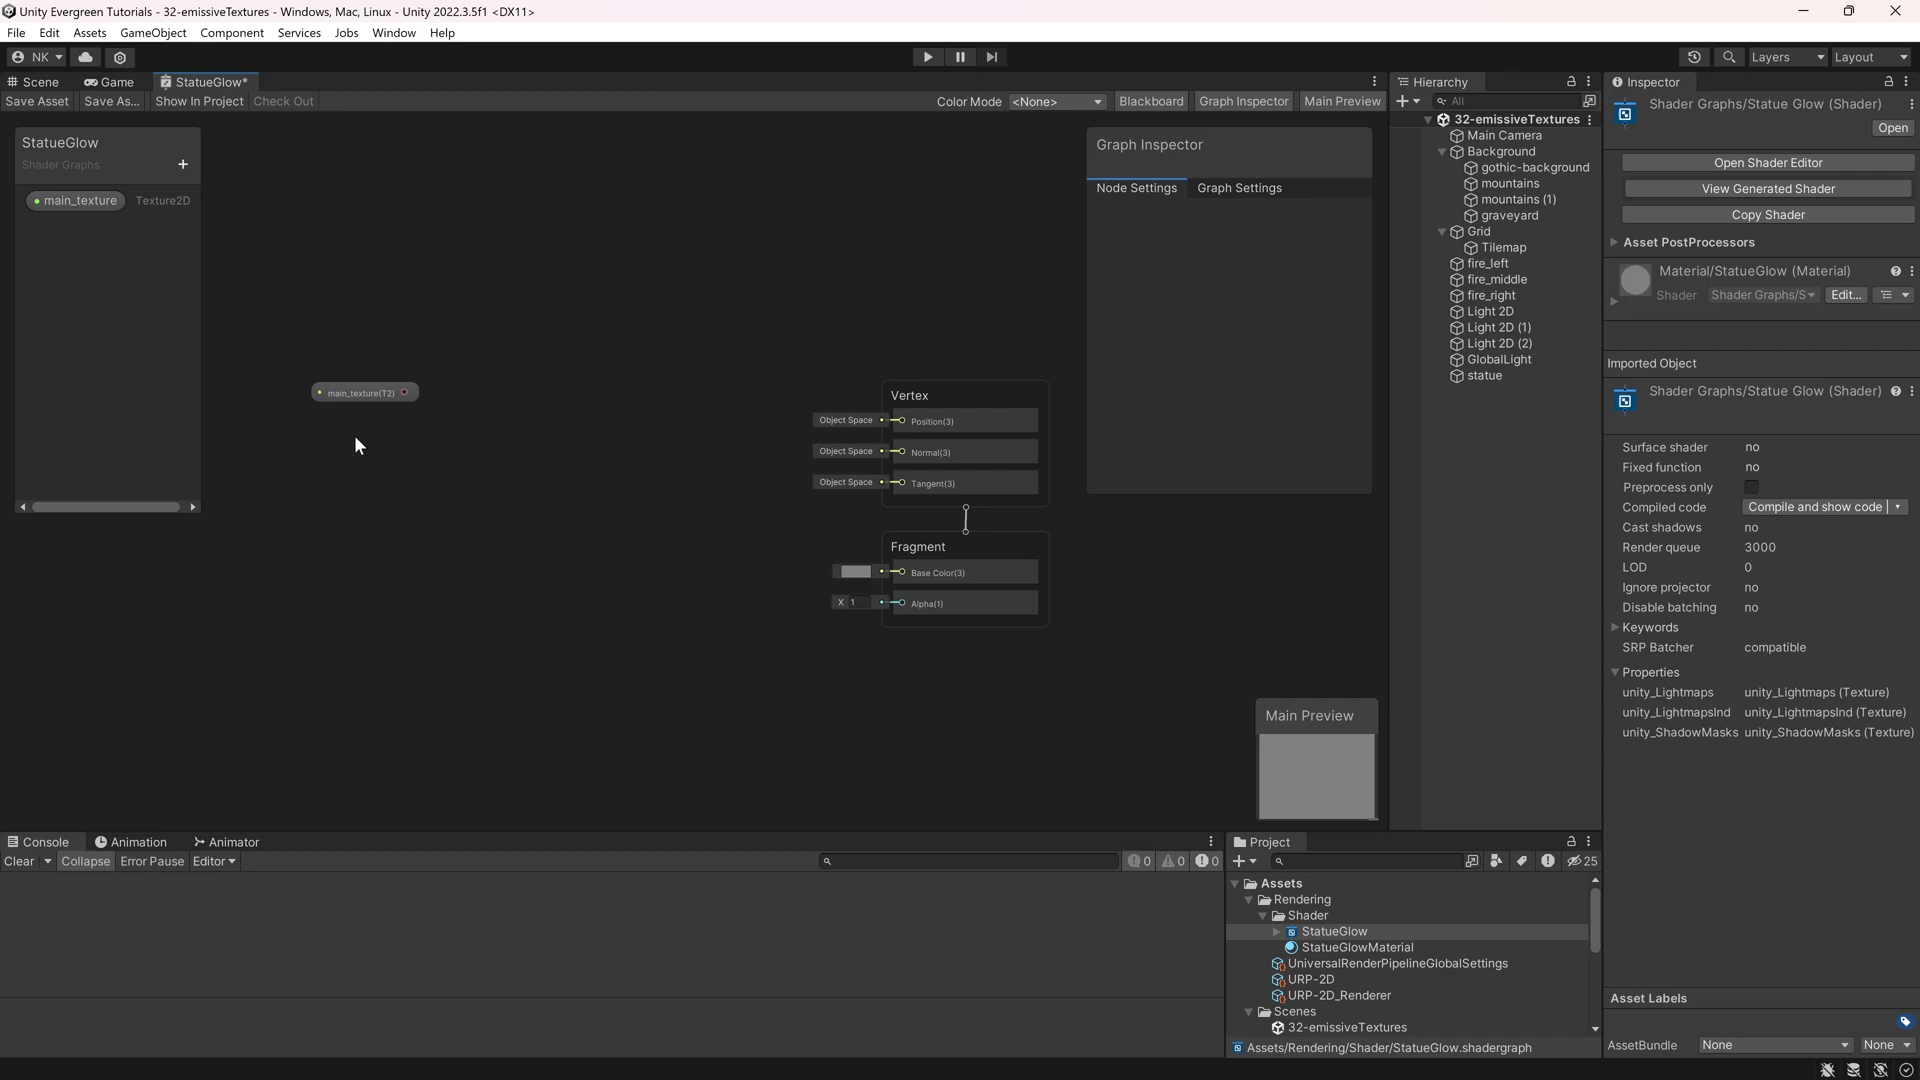 Unity Evergreen Tutorials - 32-emissiveTextures - Windows, Mac, Linux - Unity 2022.3.5f1 <DX11>
File Edit Assets GameObject Component Services Jobs Window Help
NK Layers Layout
Scene Game StatueGlow*
Save Asset Save As... Show In Project Check Out Color Mode <None> Blackboard Graph Inspector Main Preview
StatueGlow
Shader Graphs +
main_texture Texture2D
main_texture(T2)
Graph Inspector
Node Settings Graph Settings
Vertex
Object Space Position(3)
Object Space Normal(3)
Object Space Tangent(3)
Fragment
Base Color(3)
X 1 Alpha(1)
Main Preview
Hierarchy
All
32-emissiveTextures
Main Camera
Background
gothic-background
mountains
mountains (1)
graveyard
Grid
Tilemap
fire_left
fire_middle
fire_right
Light 2D
Light 2D (1)
Light 2D (2)
GlobalLight
statue
Inspector
Shader Graphs/Statue Glow (Shader)
Open
Open Shader Editor
View Generated Shader
Copy Shader
Asset PostProcessors
Material/StatueGlow (Material)
Shader Shader Graphs/S Edit...
Imported Object
Shader Graphs/Statue Glow (Shader)
Surface shader no
Fixed function no
Preprocess only
Compiled code Compile and show code
Cast shadows no
Render queue 3000
LOD 0
Ignore projector no
Disable batching no
Keywords
SRP Batcher compatible
Properties
unity_Lightmaps unity_Lightmaps (Texture)
unity_LightmapsInd unity_LightmapsInd (Texture)
unity_ShadowMasks unity_ShadowMasks (Texture)
Asset Labels
AssetBundle None None
Console Animation Animator
Clear Collapse Error Pause Editor 0 0 0
Project
25
Assets
Rendering
Shader
StatueGlow
StatueGlowMaterial
UniversalRenderPipelineGlobalSettings
URP-2D
URP-2D_Renderer
Scenes
32-emissiveTextures
Assets/Rendering/Shader/StatueGlow.shadergraph